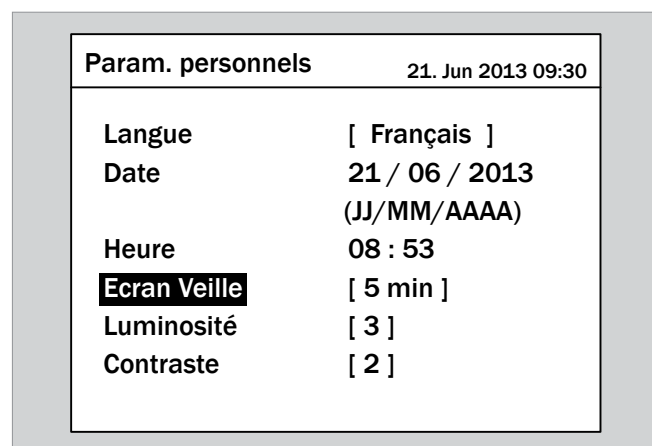 Param. personnels 21. Jun 2013 09:30
Langue [ Français ]
Date 21 / 06 / 2013
(JJ/MM/AAAA)
Heure 08 : 53
Ecran Veille [ 5 min ]
Luminosité [ 3 ]
Contraste [ 2 ]